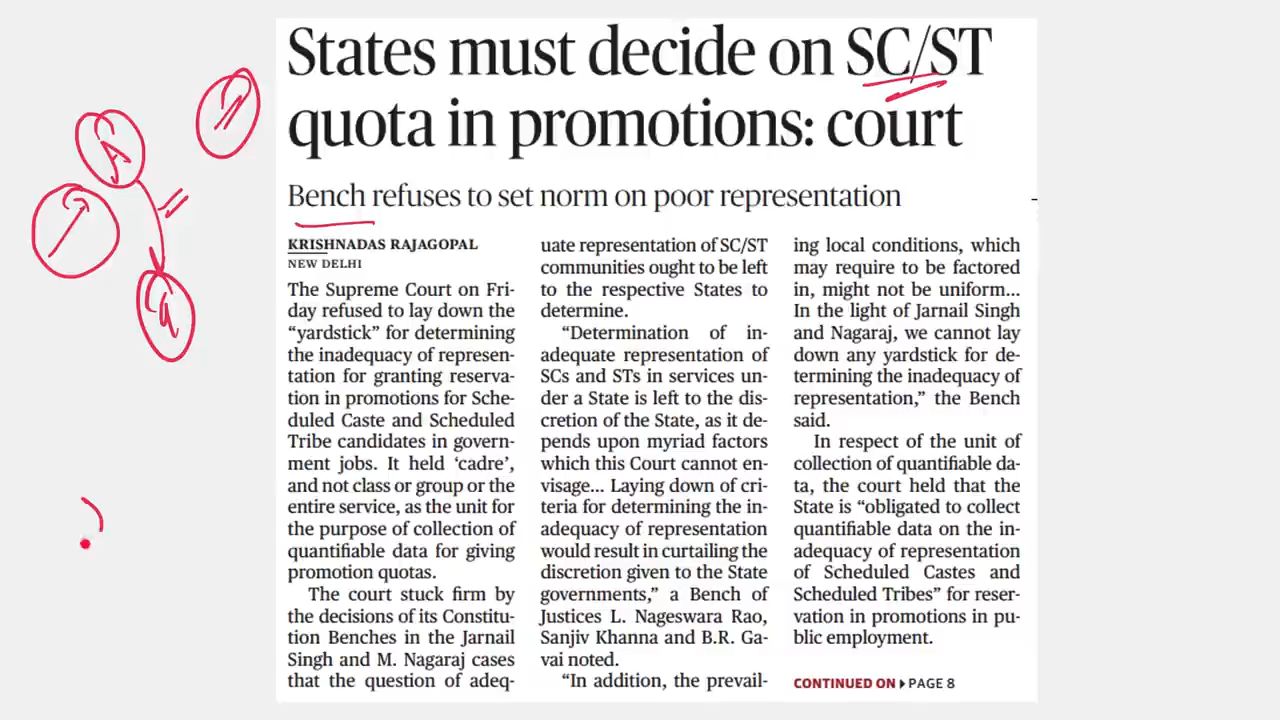 States must decide on SC/ST
quota in promotions: court
Bench refuses to set norm on poor representation
KRISHNADAS RAJAGOPAL
NEW DELHI
The Supreme Court on Fri-
day refused to lay down the
“yardstick” for determining
the inadequacy of represen-
tation for granting reserva-
tion in promotions for Sche-
duled Caste and Scheduled
Tribe candidates in govern-
ment jobs. It held ‘cadre’,
and not class or group or the
entire service, as the unit for
the purpose of collection of
quantifiable data for giving
promotion quotas.
The court stuck firm by
the decisions of its Constitu-
tion Benches in the Jarnail
Singh and M. Nagaraj cases
that the question of adeq-
uate representation of SC/ST
communities ought to be left
to the respective States to
determine.
“Determination of in-
adequate representation of
SCs and STs in services un-
der a State is left to the dis-
cretion of the State, as it de-
pends upon myriad factors
which this Court cannot en-
visage... Laying down of cri-
teria for determining the in-
adequacy of representation
would result in curtailing the
discretion given to the State
governments,” a Bench of
Justices L. Nageswara Rao,
Sanjiv Khanna and B.R. Ga-
vai noted.
“In addition, the prevail-
ing local conditions, which
may require to be factored
in, might not be uniform...
In the light of Jarnail Singh
and Nagaraj, we cannot lay
down any yardstick for de-
termining the inadequacy of
representation,” the Bench
said.
In respect of the unit of
collection of quantifiable da-
ta, the court held that the
State is “obligated to collect
quantifiable data on the in-
adequacy of representation
of Scheduled Castes and
Scheduled Tribes” for reser-
vation in promotions in pu-
blic employment.
CONTINUED ON PAGE 8
A